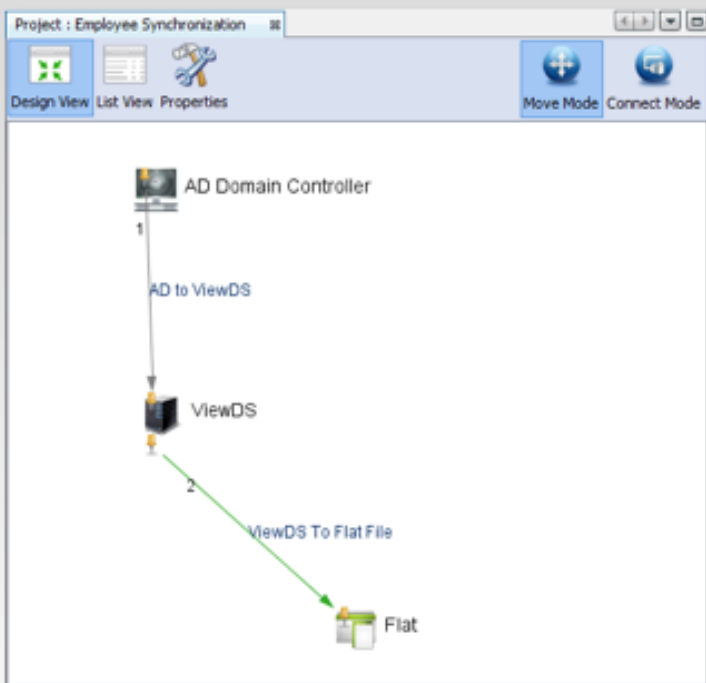 Project : Employee Synchronization
Design View List View Properties Move Mode Connect Mode
AD Domain Controller
1
AD to ViewDS
ViewDS
2
ViewDS To Flat File
Flat